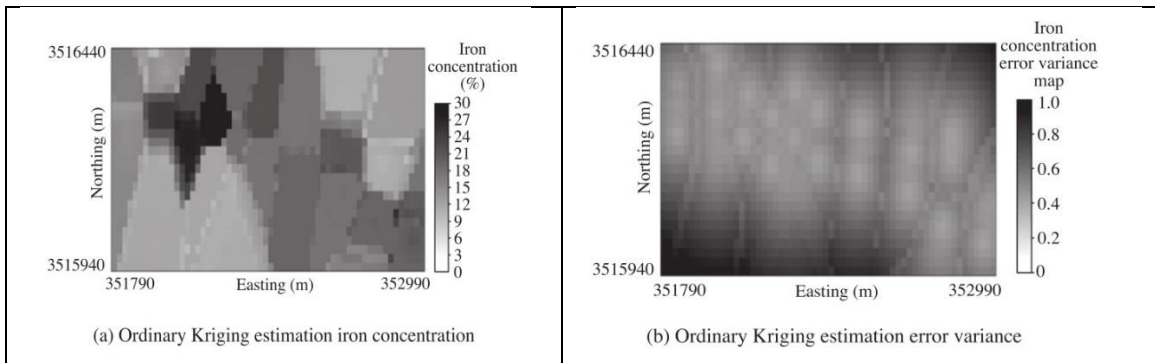 3516440
Northing (m)
3515940
351790
Easting (m)
352990
Iron
concentration
(%)
30
27
24
21
18
15
12
9
6
3
0
(a) Ordinary Kriging estimation iron concentration
3516440
Northing (m)
3515940
351790
Easting (m)
352990
Iron
concentration
error variance
map
1.0
0.8
0.6
0.4
0.2
0
(b) Ordinary Kriging estimation error variance